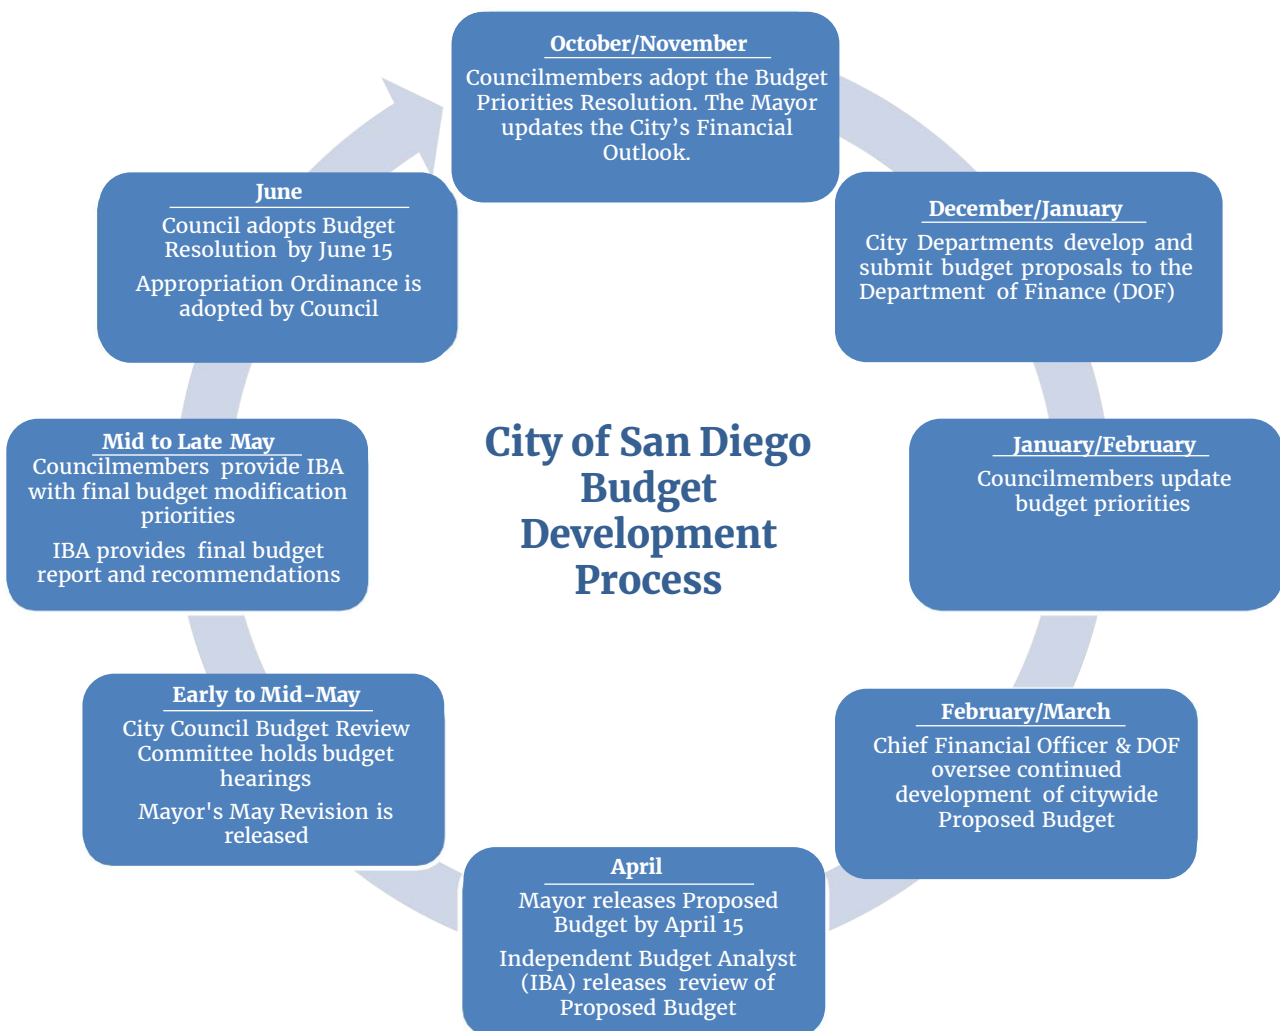 October/November
Councilmembers adopt the Budget
Priorities Resolution. The Mayor
updates the City’s Financial
Outlook.
December/January
City Departments develop and
submit budget proposals to the
Department of Finance (DOF)
January/February
Councilmembers update
budget priorities
February/March
Chief Financial Officer & DOF
oversee continued
development of citywide
Proposed Budget
April
Mayor releases Proposed
Budget by April 15
Independent Budget Analyst
(IBA) releases review of
Proposed Budget
Early to Mid-May
City Council Budget Review
Committee holds budget
hearings
Mayor's May Revision is
released
Mid to Late May
Councilmembers provide IBA
with final budget modification
priorities
IBA provides final budget
report and recommendations
June
Council adopts Budget
Resolution by June 15
Appropriation Ordinance is
adopted by Council
City of San Diego
Budget
Development
Process